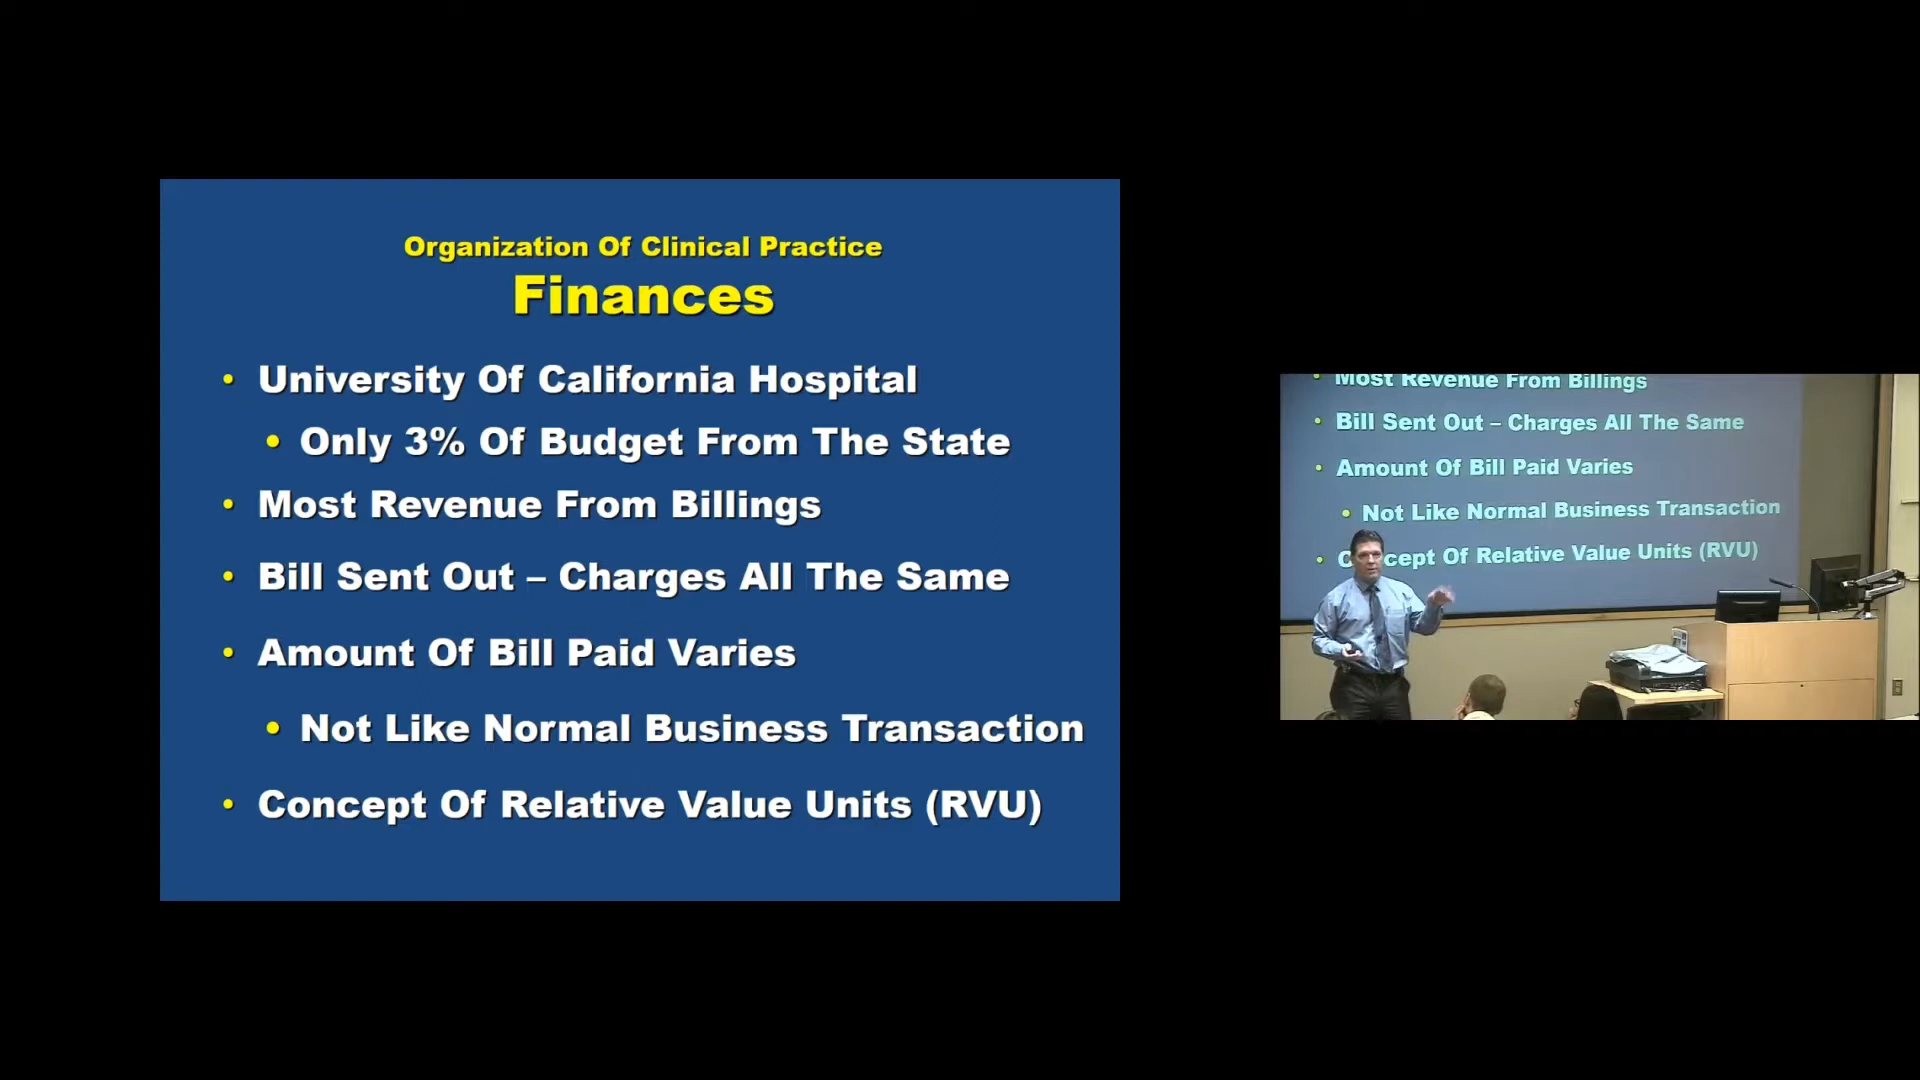 Organization Of Clinical Practice
Finances
• University Of California Hospital
• Only 3% Of Budget From The State
• Most Revenue From Billings
• Bill Sent Out – Charges All The Same
• Amount Of Bill Paid Varies
• Not Like Normal Business Transaction
• Concept Of Relative Value Units (RVU)
• Most Revenue From Billings
• Bill Sent Out – Charges All The Same
• Amount Of Bill Paid Varies
• Not Like Normal Business Transaction
• Concept Of Relative Value Units (RVU)